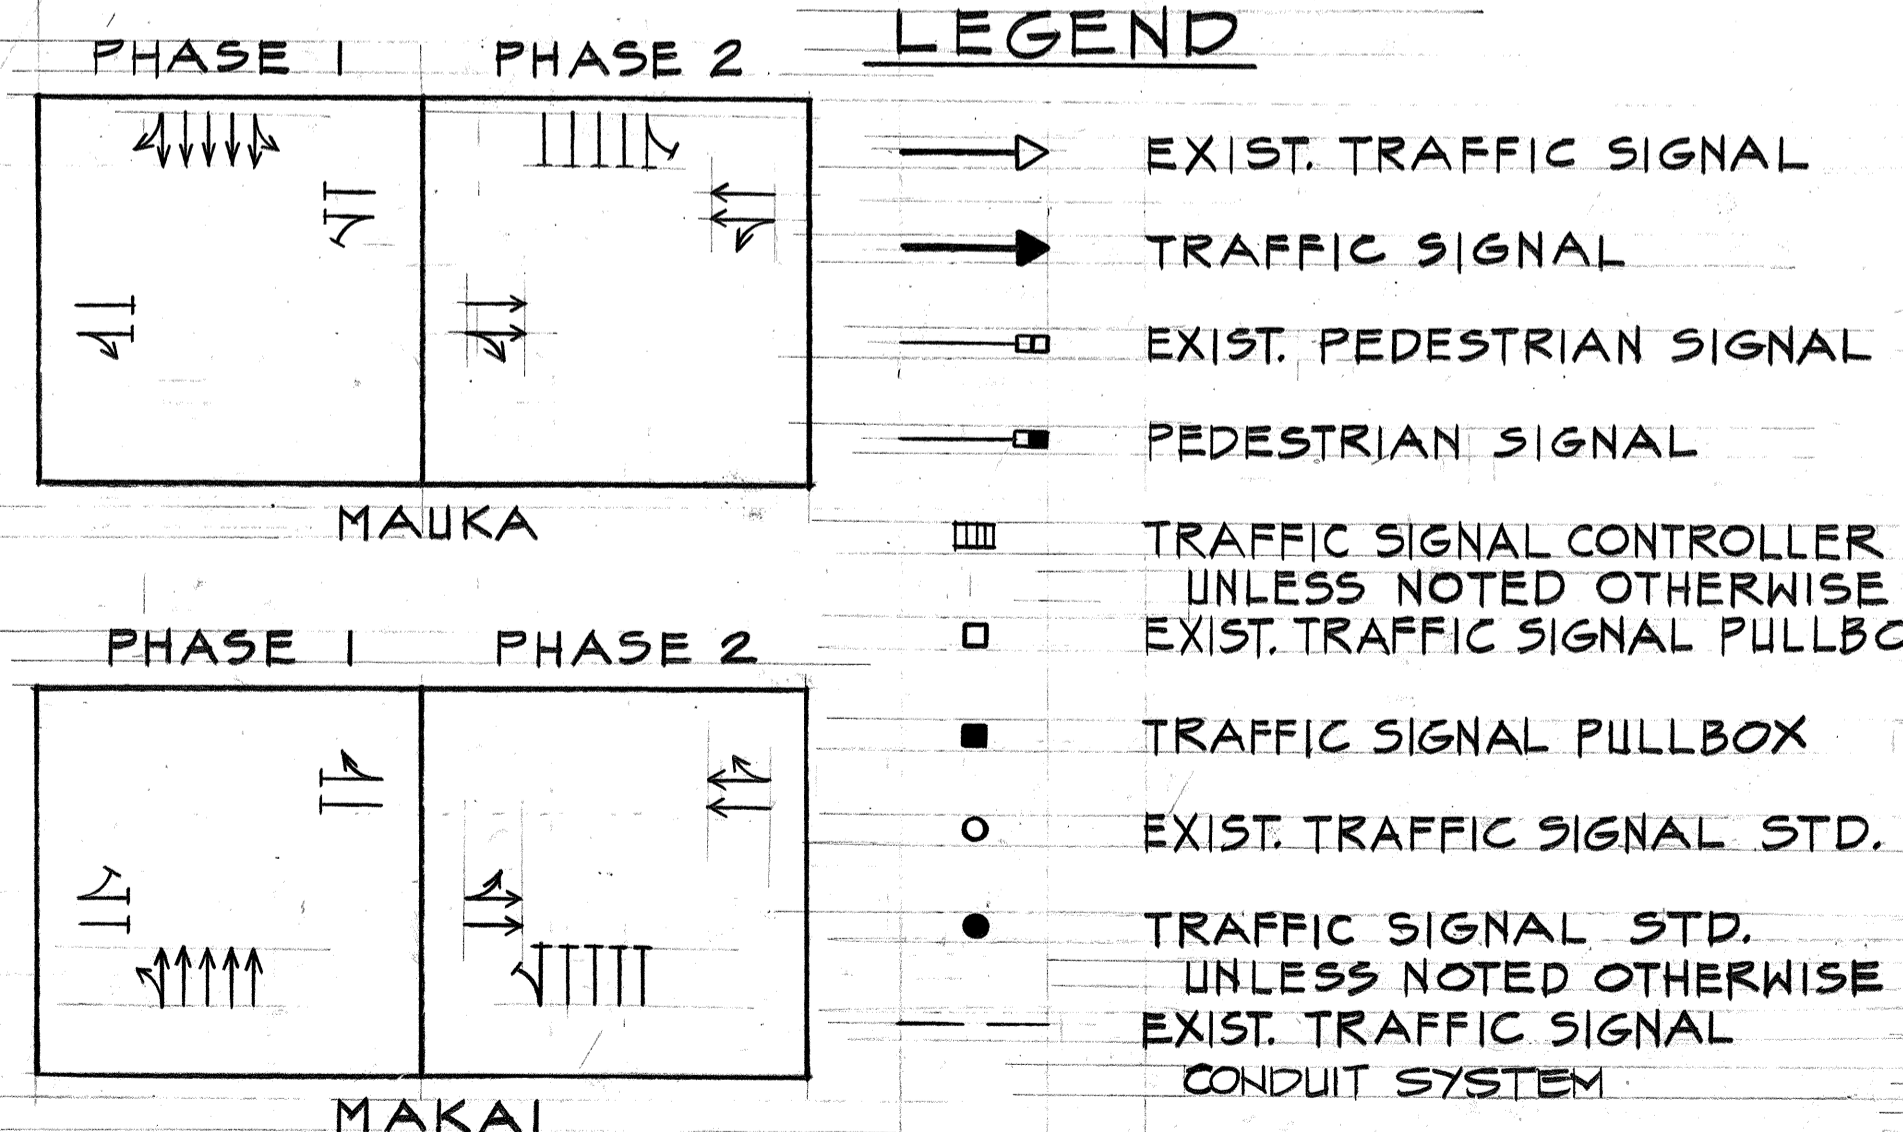 PHASE 1 PHASE 2
MAUKA
PHASE 1 PHASE 2
MAKAI
LEGEND
EXIST. TRAFFIC SIGNAL
TRAFFIC SIGNAL
EXIST. PEDESTRIAN SIGNAL
PEDESTRIAN SIGNAL
TRAFFIC SIGNAL CONTROLLER
UNLESS NOTED OTHERWISE
EXIST. TRAFFIC SIGNAL
TRAFFIC SIGNAL PULLBOX
EXIST. TRAFFIC SIGNAL STD.
TRAFFIC SIGNAL STD.
UNLESS NOTED OTHERWISE
EXIST. TRAFFIC SIGNAL
CONDUIT SYSTEM